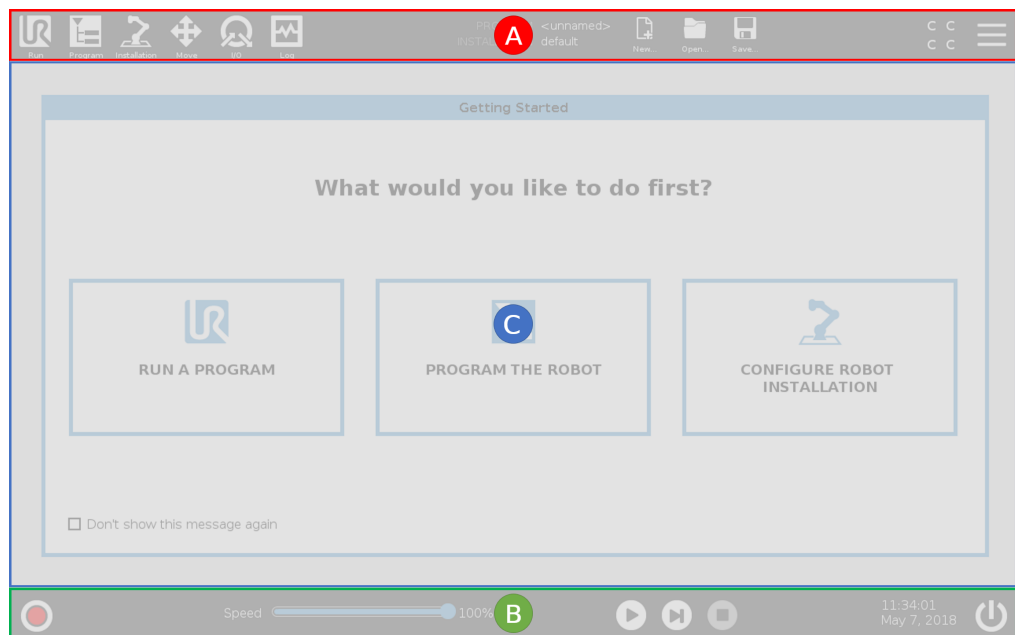 PR
<unnamed>
INSTAL
default
A
C C
C C
Run
Program
Installation
Move
I/O
Log
New...
Open...
Save...
Getting Started
What would you like to do first?
C
RUN A PROGRAM
PROGRAM THE ROBOT
CONFIGURE ROBOT
INSTALLATION
Don't show this message again
Speed
100%
B
11:34:01
May 7, 2018